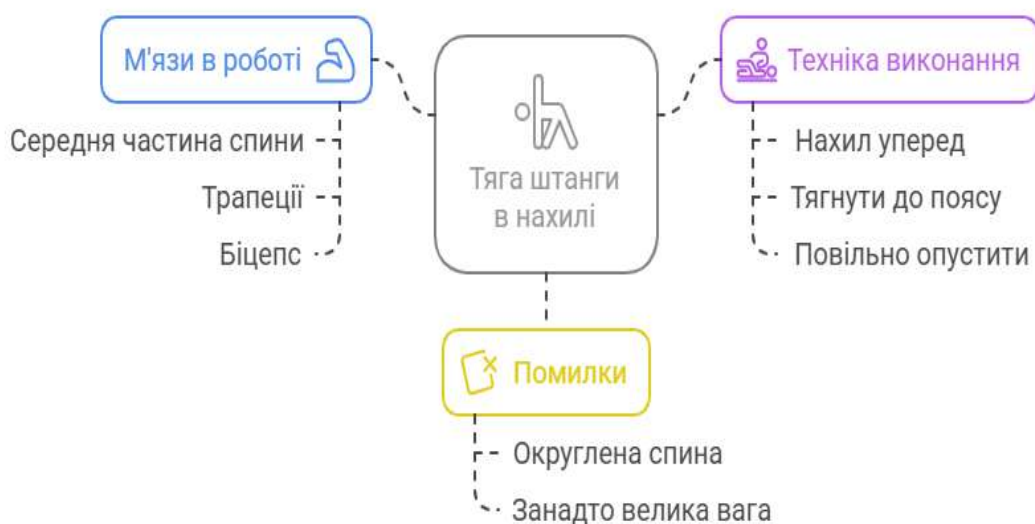 М'язи в роботі
Середня частина спини
Трапеції
Біцепс
Тяга штанги
в нахилі
Техніка виконання
Нахил уперед
Тягнути до поясу
Повільно опустити
Помилки
Округлена спина
Занадто велика вага